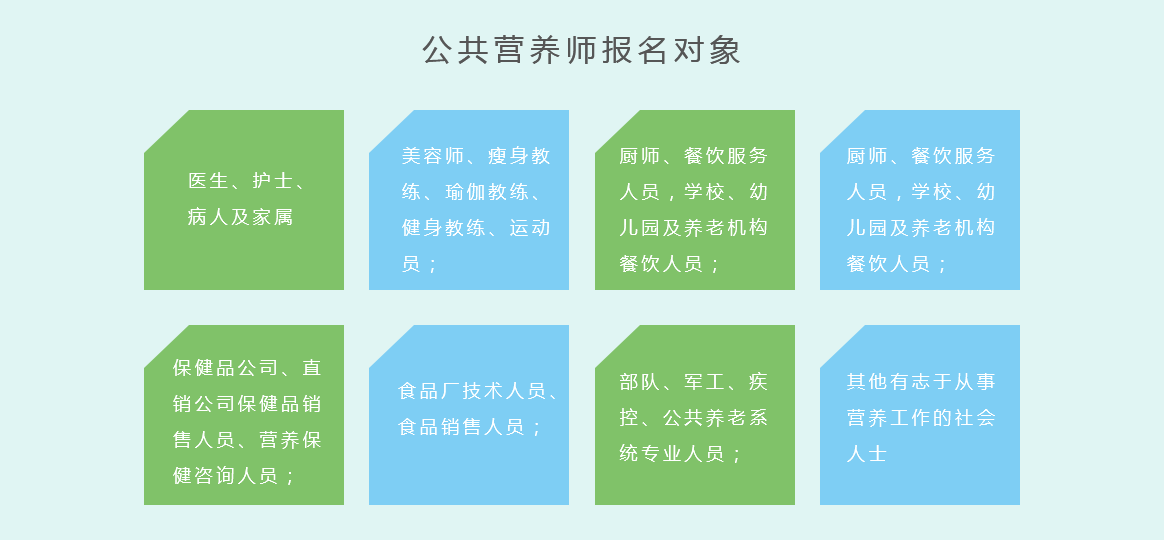 公共营养师报名对象
医生、护士、
病人及家属
美容师、瘦身教
练、瑜伽教练、
健身教练、运动
员；
厨师、餐饮服务
人员，学校、幼
儿园及养老机构
餐饮人员；
厨师、餐饮服务
人员，学校、幼
儿园及养老机构
餐饮人员；
保健品公司、直
销公司保健品销
售人员、营养保
健咨询人员；
食品厂技术人员、
食品销售人员；
部队、军工、疾
控、公共养老系
统专业人员；
其他有志于从事
营养工作的社会
人士